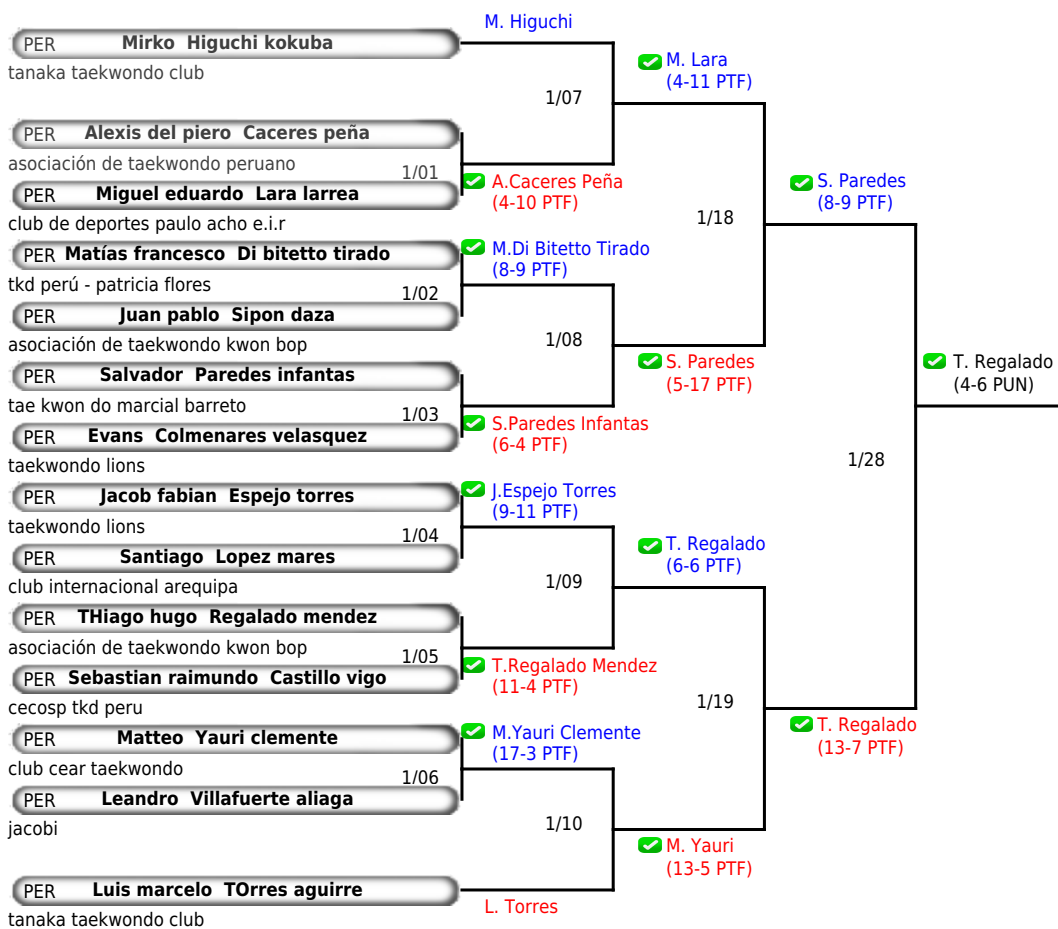 M. Higuchi
PER Mirko Higuchi kokuba
tanaka taekwondo club
M. Lara
(4-11 PTF)
1/07
PER Alexis del piero Caceres peña
asociación de taekwondo peruano
1/01
A.Caceres Peña
(4-10 PTF)
PER Miguel eduardo Lara larrea
club de deportes paulo acho e.i.r
S. Paredes
(8-9 PTF)
1/18
PER Matías francesco Di bitetto tirado
tkd perú - patricia flores
M.Di Bitetto Tirado
(8-9 PTF)
1/02
PER Juan pablo Sipon daza
asociación de taekwondo kwon bop
1/08
S. Paredes
(5-17 PTF)
T. Regalado
(4-6 PUN)
PER Salvador Paredes infantas
tae kwon do marcial barreto
1/03
S.Paredes Infantas
(6-4 PTF)
PER Evans Colmenares velasquez
taekwondo lions
1/28
PER Jacob fabian Espejo torres
taekwondo lions
J.Espejo Torres
(9-11 PTF)
1/04
PER Santiago Lopez mares
club internacional arequipa
T. Regalado
(6-6 PTF)
1/09
PER THiago hugo Regalado mendez
asociación de taekwondo kwon bop
1/05
T.Regalado Mendez
(11-4 PTF)
PER Sebastian raimundo Castillo vigo
cecosp tkd peru
1/19
T. Regalado
(13-7 PTF)
PER Matteo Yauri clemente
club cear taekwondo
M.Yauri Clemente
(17-3 PTF)
1/06
PER Leandro Villafuerte aliaga
jacobi
1/10
M. Yauri
(13-5 PTF)
PER Luis marcelo TOrres aguirre
tanaka taekwondo club
L. Torres